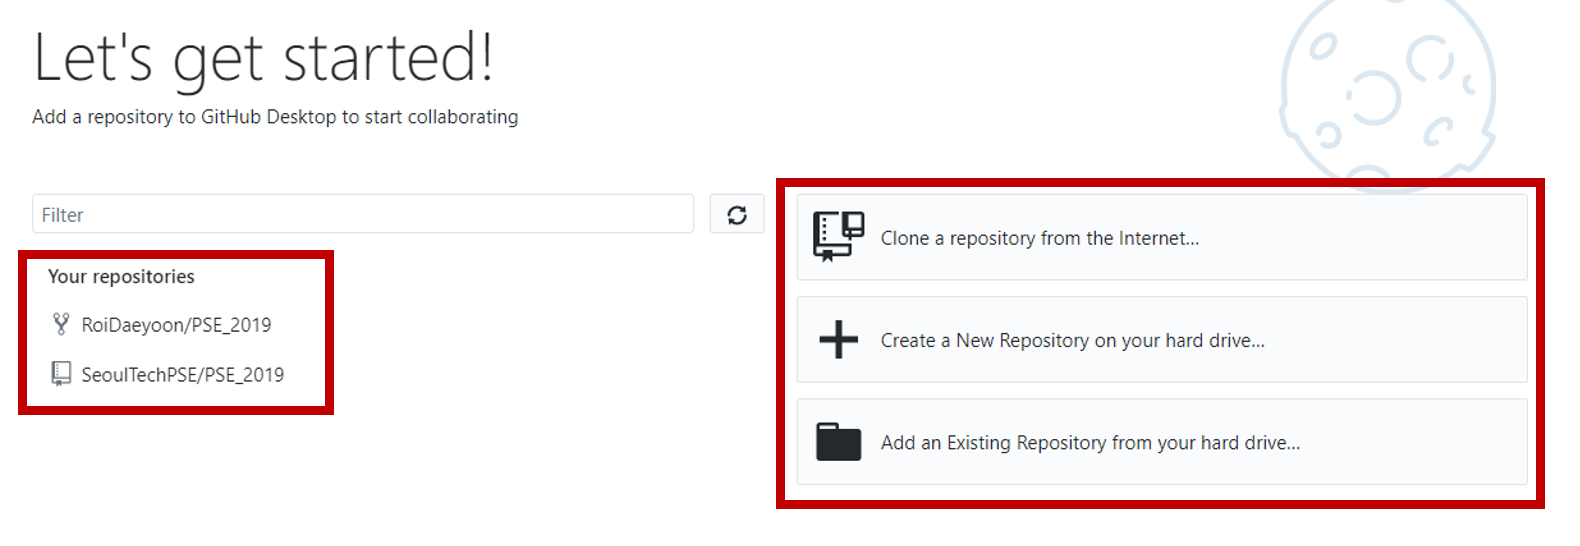 Let's get started!
Add a repository to GitHub Desktop to start collaborating
Filter
Your repositories
RoiDaeyoon/PSE_2019
SeoulTechPSE/PSE_2019
Clone a repository from the Internet...
Create a New Repository on your hard drive...
Add an Existing Repository from your hard drive...